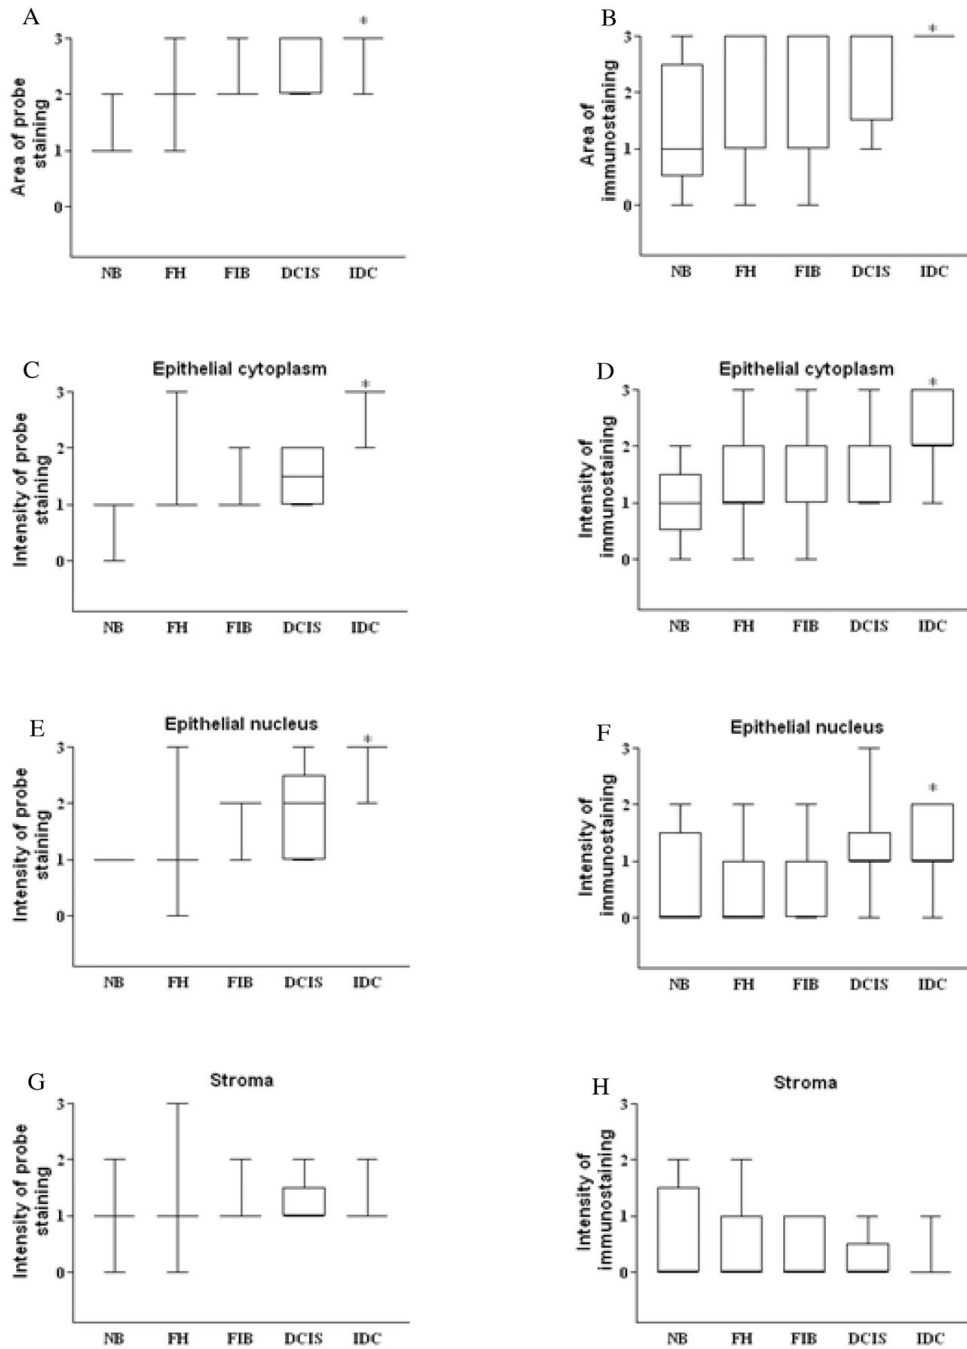 A
*
3
2
1
0
Area of probe
staining
NB FH FIB DCIS IDC
B
*
3
2
1
0
Area of
immunostaining
NB FH FIB DCIS IDC
C
Epithelial cytoplasm
*
3
2
1
0
Intensity of probe
staining
NB FH FIB DCIS IDC
D
Epithelial cytoplasm
*
3
2
1
0
Intensity of
immunostaining
NB FH FIB DCIS IDC
E
Epithelial nucleus
*
3
2
1
0
Intensity of probe
staining
NB FH FIB DCIS IDC
F
Epithelial nucleus
*
3
2
1
0
Intensity of
immunostaining
NB FH FIB DCIS IDC
G
Stroma
3
2
1
0
Intensity of probe
staining
NB FH FIB DCIS IDC
H
Stroma
3
2
1
0
Intensity of
immunostaining
NB FH FIB DCIS IDC